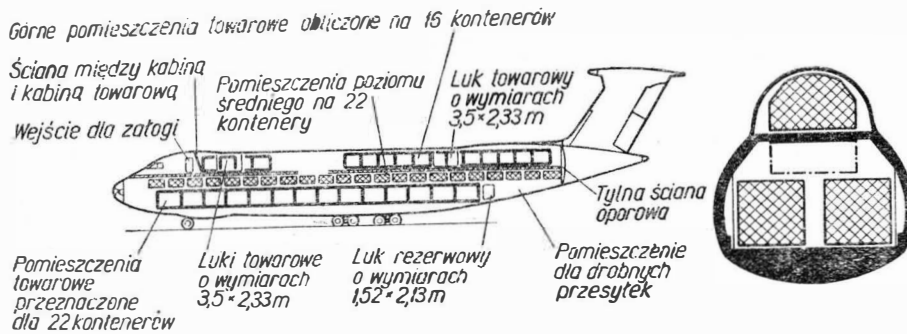 Górne pomieszczenia towarowe obliczone na 16 kontenerów
Ściana między kabiną
i kabiną towarową
Pomieszczenia poziomu
średniego na 22
kontenery
Luk towarowy
o wymiarach
3,5 × 2,33 m
Wejście dla załogi
Tylna ściana
oporowa
Pomieszczenia
towarowe
przeznaczone
dla 22 kontenerów
Luki towarowe
o wymiarach
3,5 × 2,33 m
Luk rezerwowy
o wymiarach
1,52 × 2,13 m
Pomieszczenie
dla drobnych
przesyłek